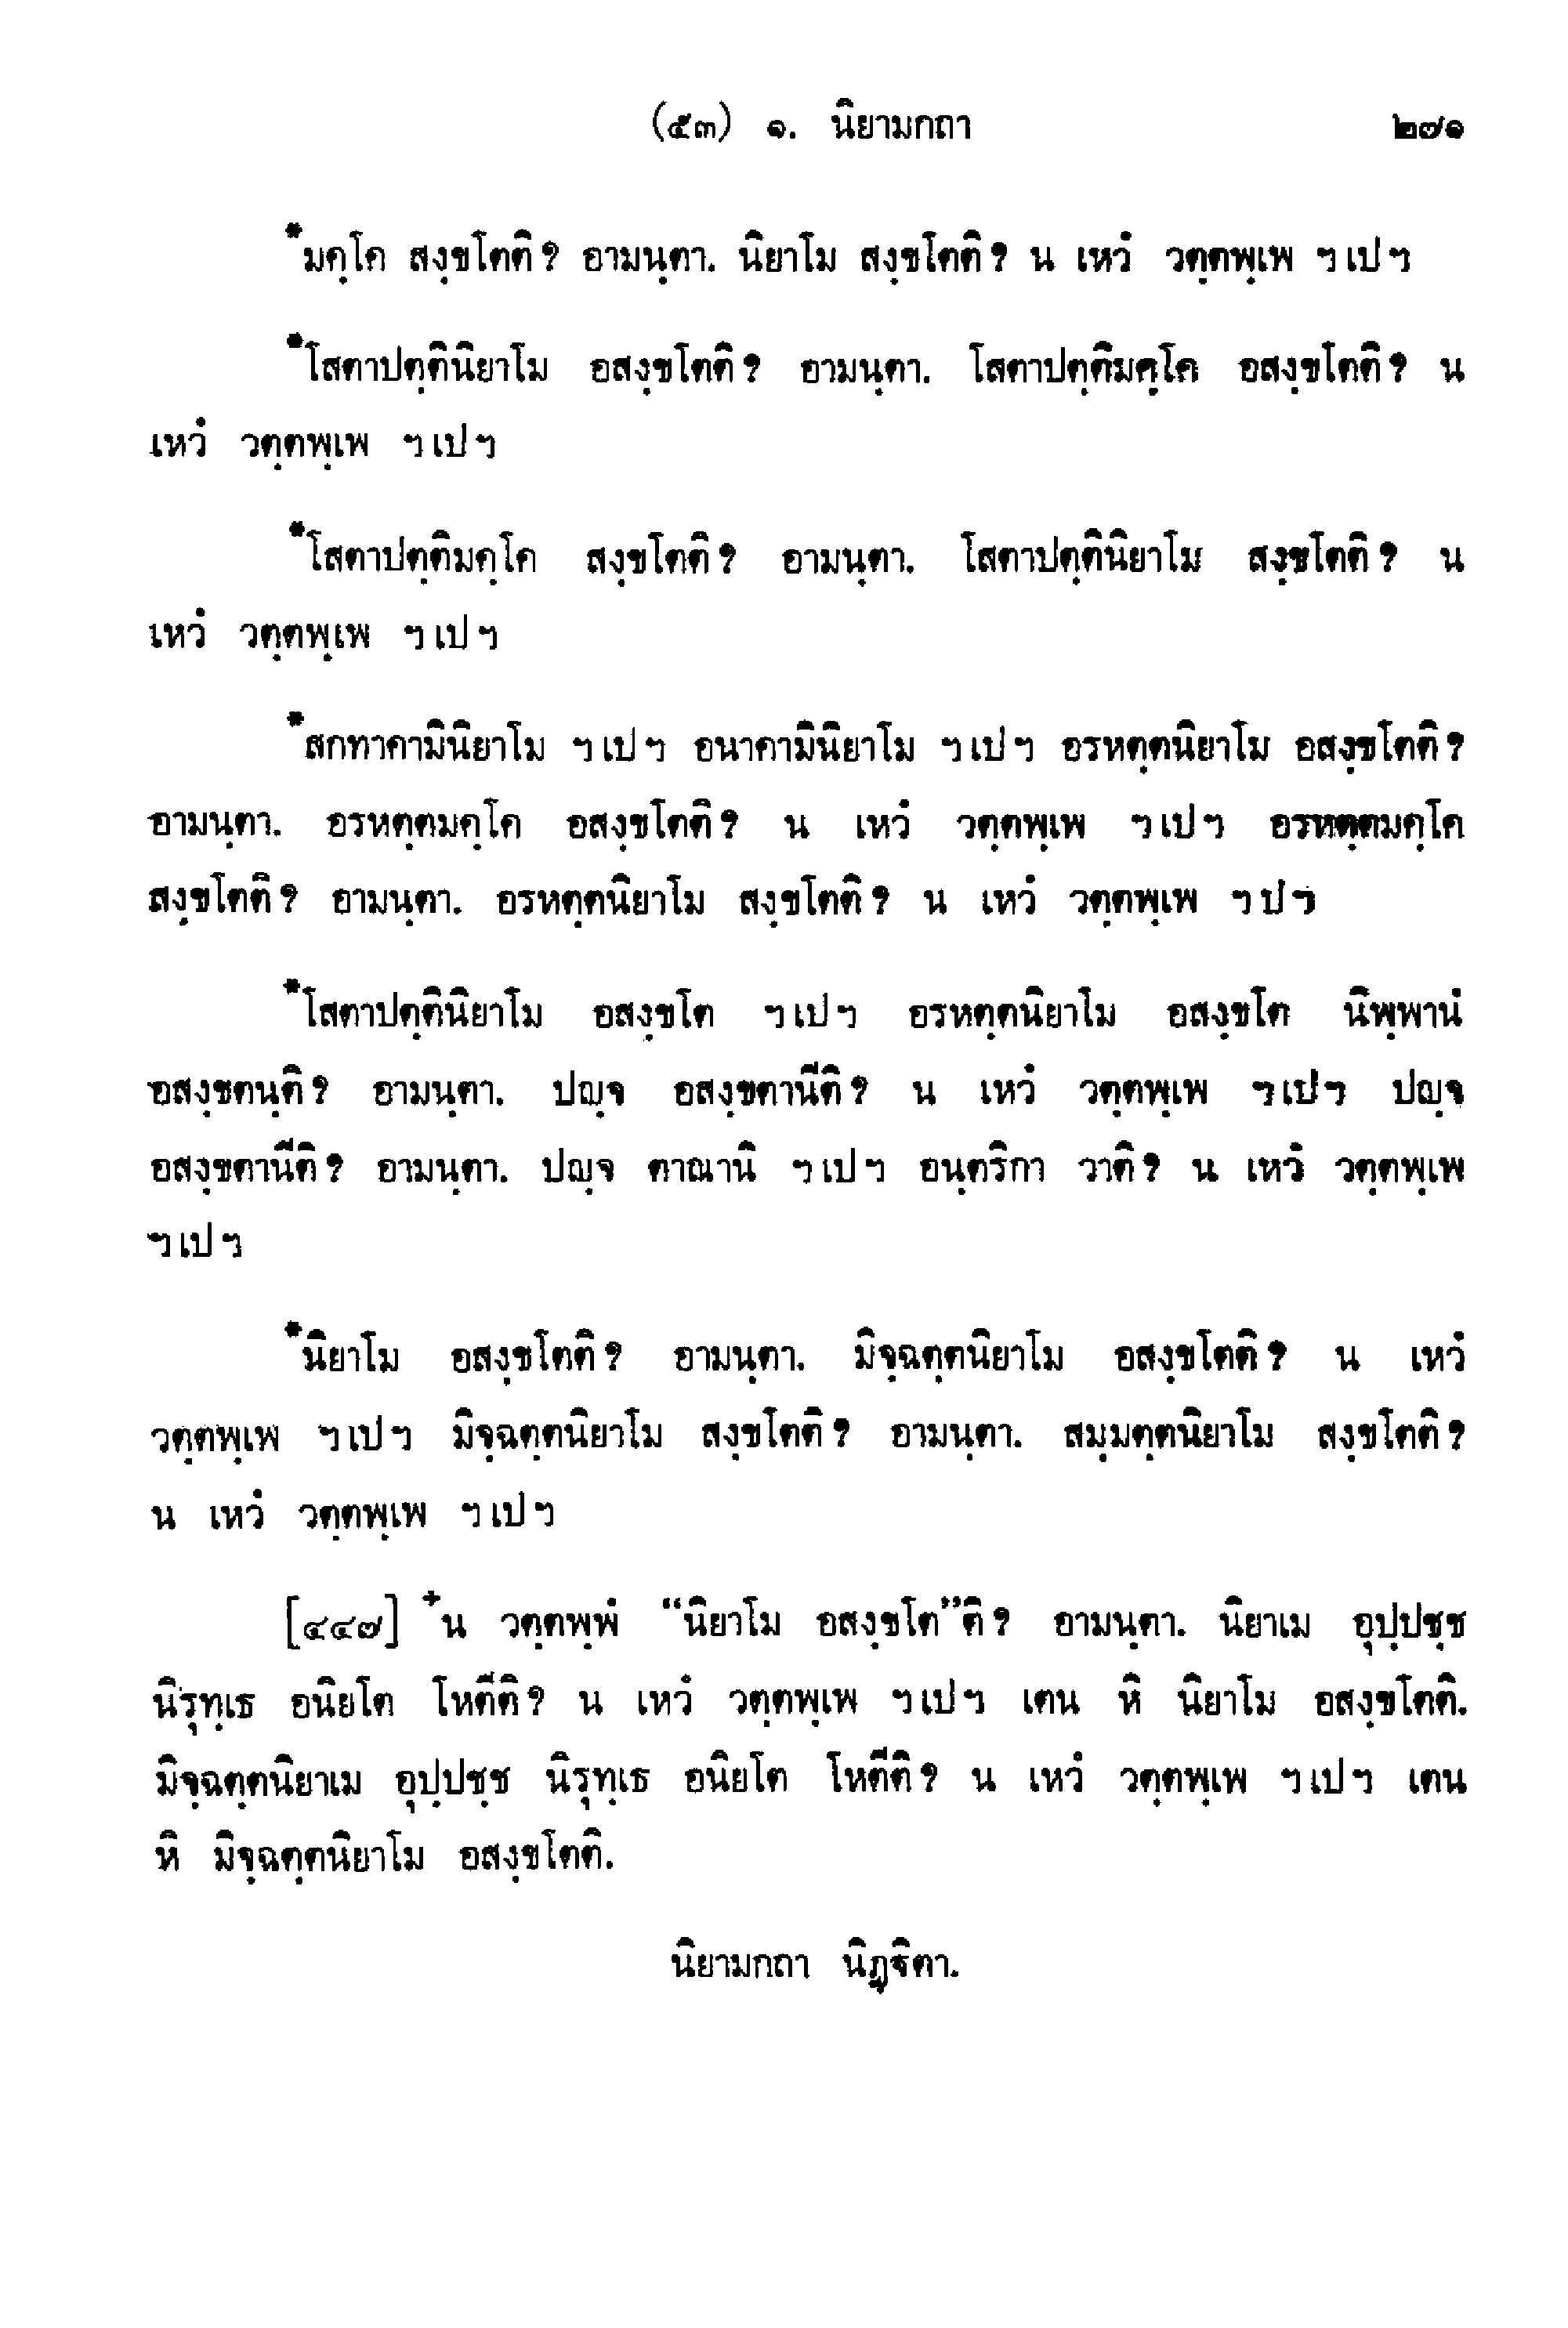 (๕๓) ๑. นิยามกถา ๒๗๑
*มคฺโค สงฺขโตติ? อามนฺตา. นิยาโม สงฺขโตติ? น เหวํ วตฺตพฺเพ ฯเปฯ
*โสตาปตฺตินิยาโม อสงฺขโตติ? อามนฺตา. โสตาปตฺติมคฺโค อสงฺขโตติ? น
เหวํ วตฺตพฺเพ ฯเปฯ
*โสตาปตฺติมคฺโค สงฺขโตติ? อามนฺตา. โสตาปตฺตินิยาโม สงฺขโตติ? น
เหวํ วตฺตพฺเพ ฯเปฯ
*สกทาคามินิยาโม ฯเปฯ อนาคามินิยาโม ฯเปฯ อรหตฺตนิยาโม อสงฺขโตติ?
อามนฺตา. อรหตฺตมคฺโค อสงฺขโตติ? น เหวํ วตฺตพฺเพ ฯเปฯ อรหตฺตมคฺโค
สงฺขโตติ? อามนฺตา. อรหตฺตนิยาโม สงฺขโตติ? น เหวํ วตฺตพฺเพ ฯปฯ
*โสตาปตฺตินิยาโม อสงฺขโต ฯเปฯ อรหตฺตนิยาโม อสงฺขโต นิพฺพานํ
อสงฺขตนฺติ? อามนฺตา. ปญฺจ อสงฺขตานีติ? น เหวํ วตฺตพฺเพ ฯเปฯ ปญฺจ
อสงฺขตานีติ? อามนฺตา. ปญฺจ ตาณานิ ฯเปฯ อนฺตริกา วาติ? น เหวํ วตฺตพฺเพ
ฯเปฯ
*นิยาโม อสงฺขโตติ? อามนฺตา. มิจฺฉตฺตนิยาโม อสงฺขโตติ? น เหวํ
วตฺตพฺเพ ฯเปฯ มิจฺฉตฺตนิยาโม สงฺขโตติ? อามนฺตา. สมฺมตฺตนิยาโม สงฺขโตติ?
น เหวํ วตฺตพฺเพ ฯเปฯ
[๔๔๗] ⁺น วตฺตพฺพํ “นิยาโม อสงฺขโต”ติ? อามนฺตา. นิยาเม อุปฺปชฺช
นิรุทฺเธ อนิยโต โหตีติ? น เหวํ วตฺตพฺเพ ฯเปฯ เตน หิ นิยาโม อสงฺขโตติ.
มิจฺฉตฺตนิยาเม อุปฺปชฺช นิรุทฺเธ อนิยโต โหตีติ? น เหวํ วตฺตพฺเพ ฯเปฯ เตน
หิ มิจฺฉตฺตนิยาโม อสงฺขโตติ.
นิยามกถา นิฏฺฐิตา.